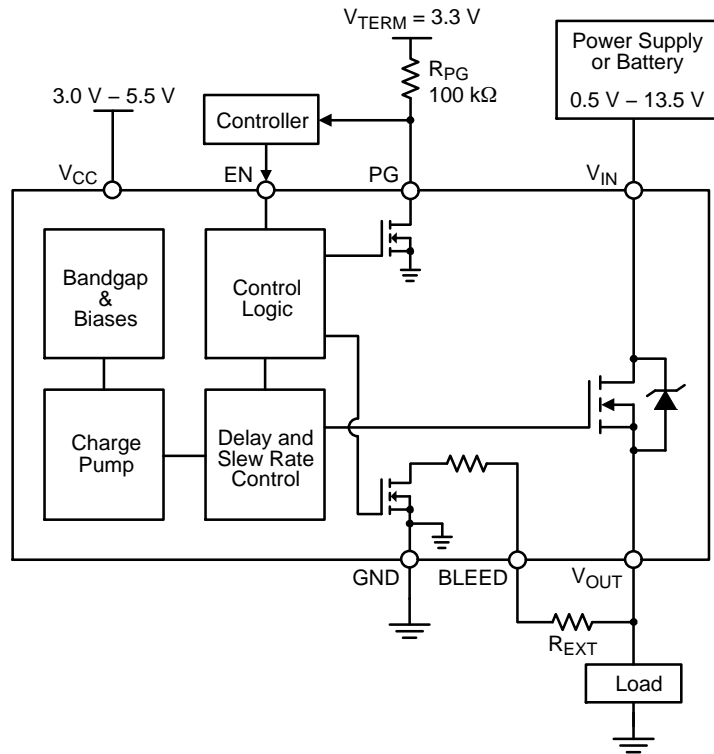 V_TERM = 3.3 V
R_PG
100 kΩ
Power Supply
or Battery
0.5 V – 13.5 V
3.0 V – 5.5 V
Controller
V_CC
EN
PG
V_IN
Bandgap
&
Biases
Control
Logic
Charge
Pump
Delay and
Slew Rate
Control
GND
BLEED
V_OUT
R_EXT
Load